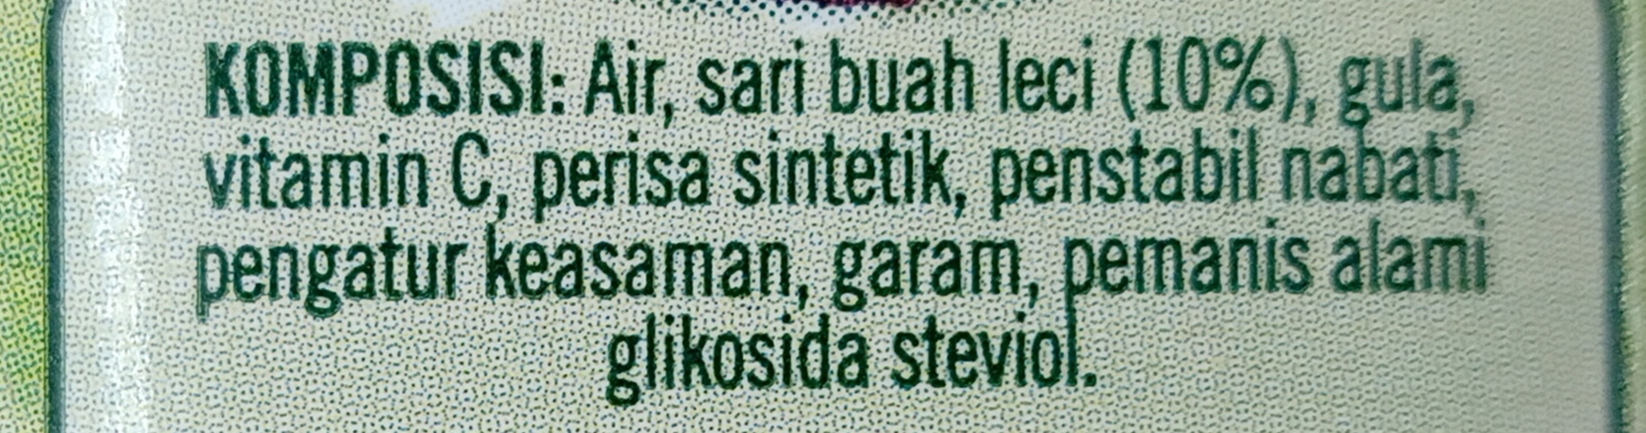 KOMPOSISI: Air, sari buah leci (10%), gula,
vitamin C, perisa sintetik, penstabil nabati,
pengatur keasaman, garam, pemanis alami
glikosida steviol.